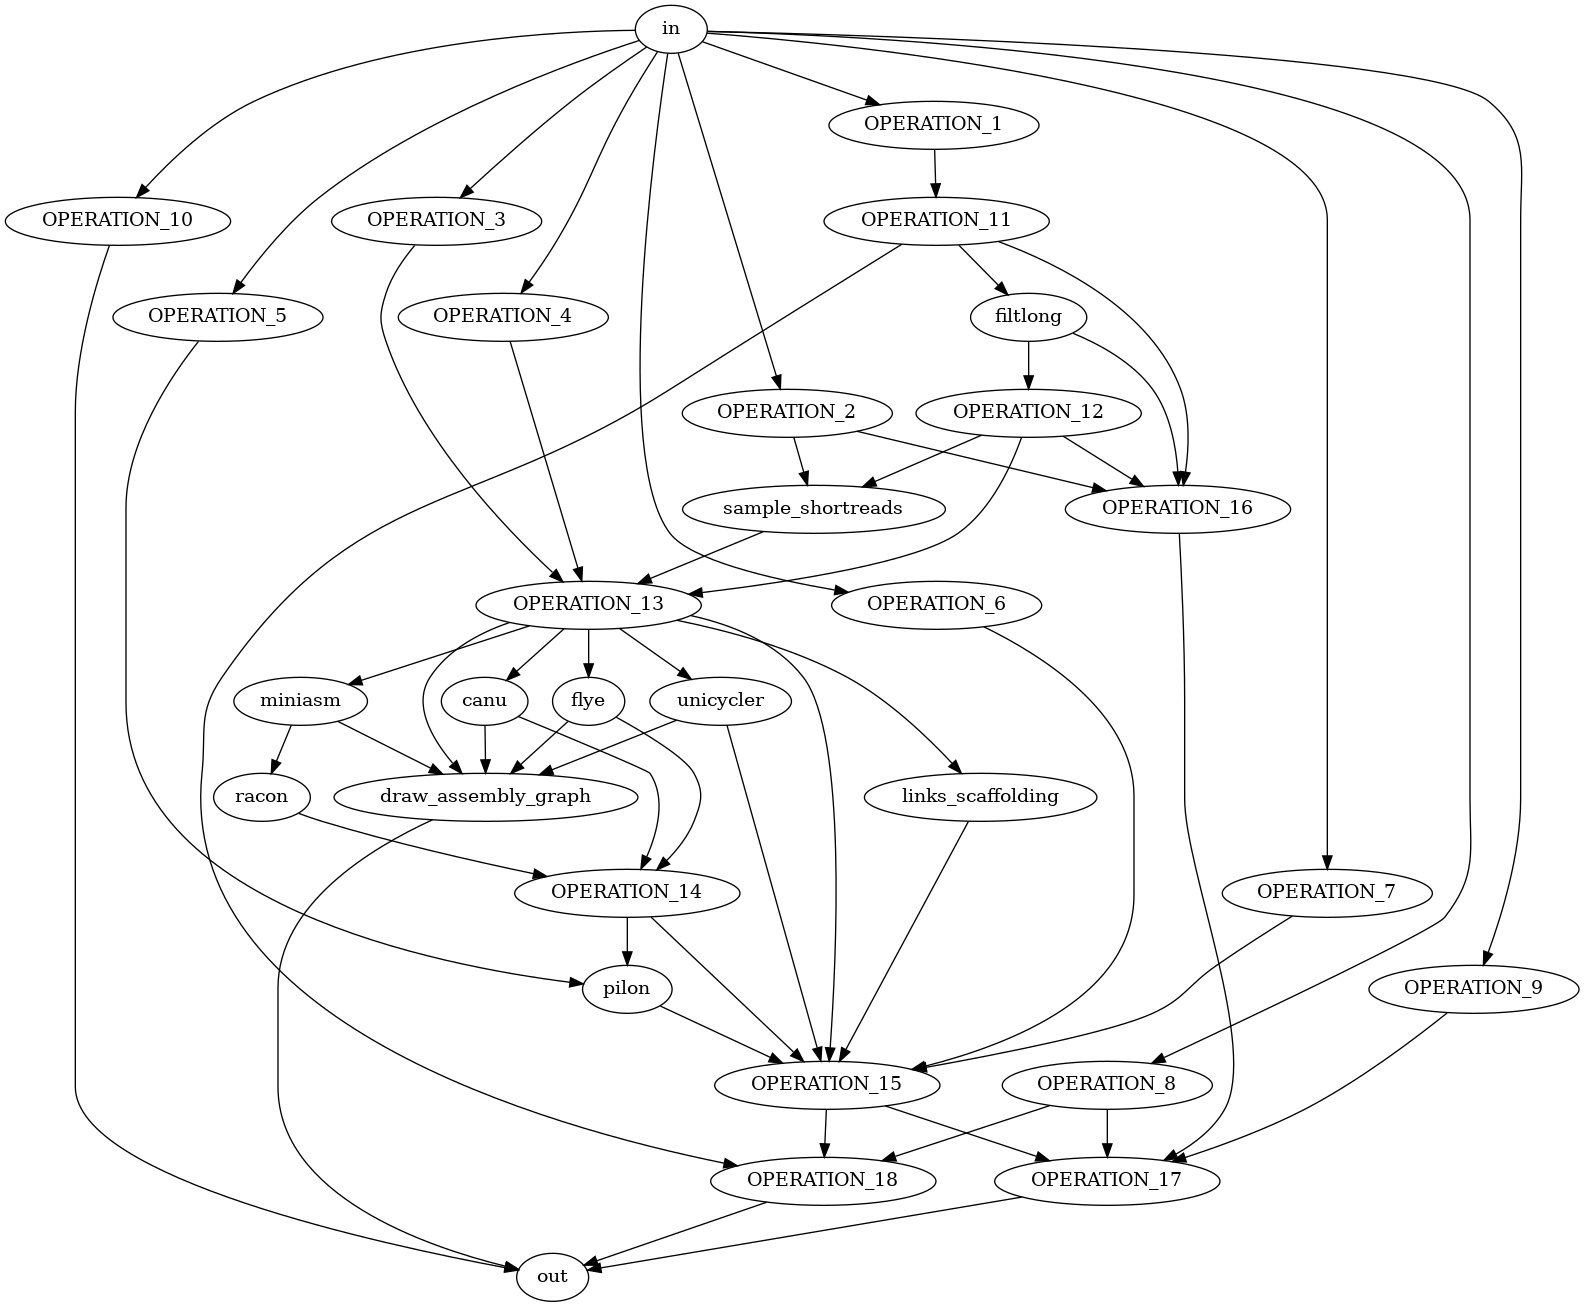 in
OPERATION_1
OPERATION_10
OPERATION_3
OPERATION_11
OPERATION_5
OPERATION_4
filtlong
OPERATION_2
OPERATION_12
sample_shortreads
OPERATION_16
OPERATION_13
OPERATION_6
miniasm
canu
flye
unicycler
racon
draw_assembly_graph
links_scaffolding
OPERATION_14
OPERATION_7
pilon
OPERATION_9
OPERATION_15
OPERATION_8
OPERATION_18
OPERATION_17
out